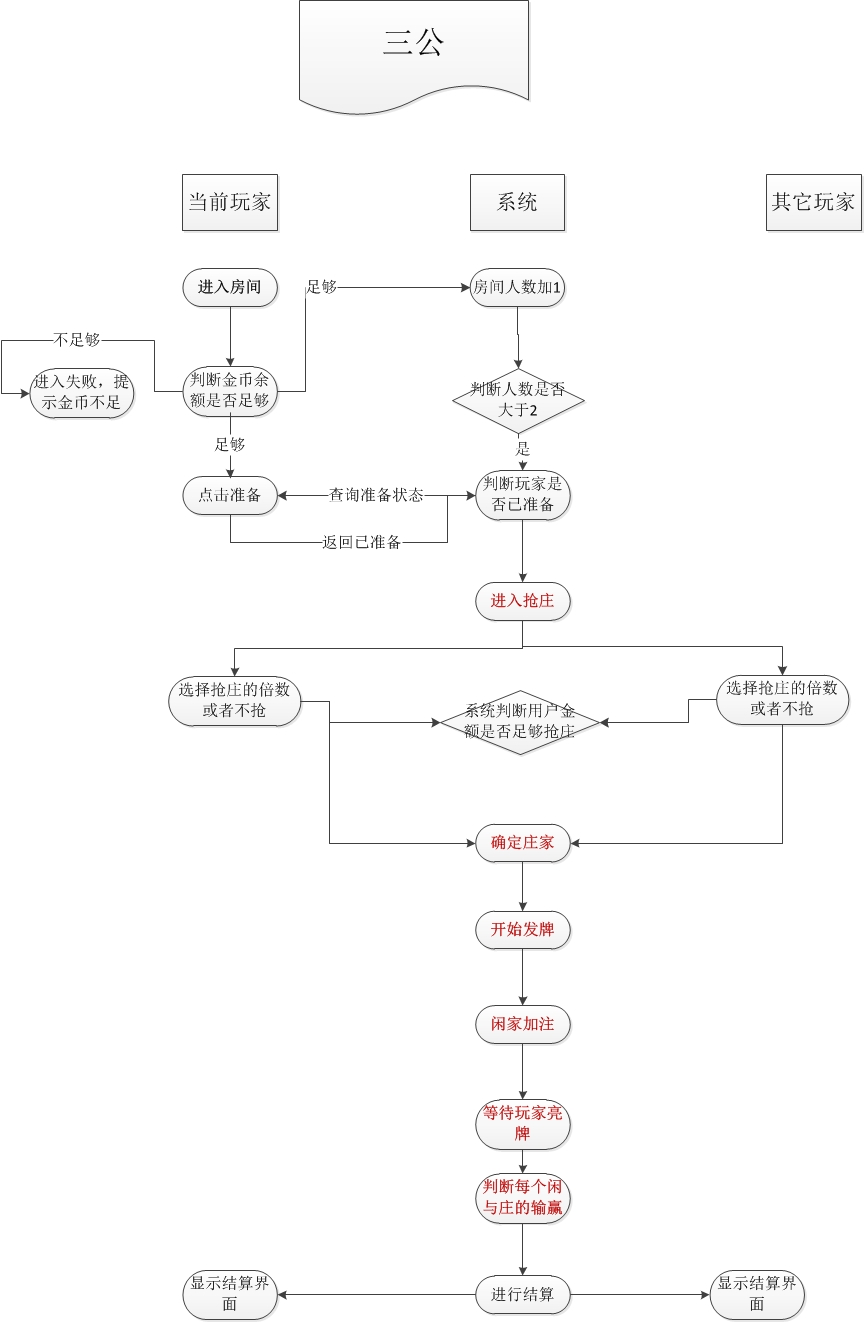 三公
当前玩家
系统
其它玩家
进入房间
足够
房间人数加1
不足够
进入失败，提
示金币不足
判断金币余
额是否足够
判断人数是否
大于2
足够
是
点击准备
查询准备状态
判断玩家是
否已准备
返回已准备
进入抢庄
选择抢庄的倍数
或者不抢
系统判断用户金
额是否足够抢庄
选择抢庄的倍数
或者不抢
确定庄家
开始发牌
闲家加注
等待玩家亮
牌
判断每个闲
与庄的输赢
显示结算界
面
进行结算
显示结算界
面